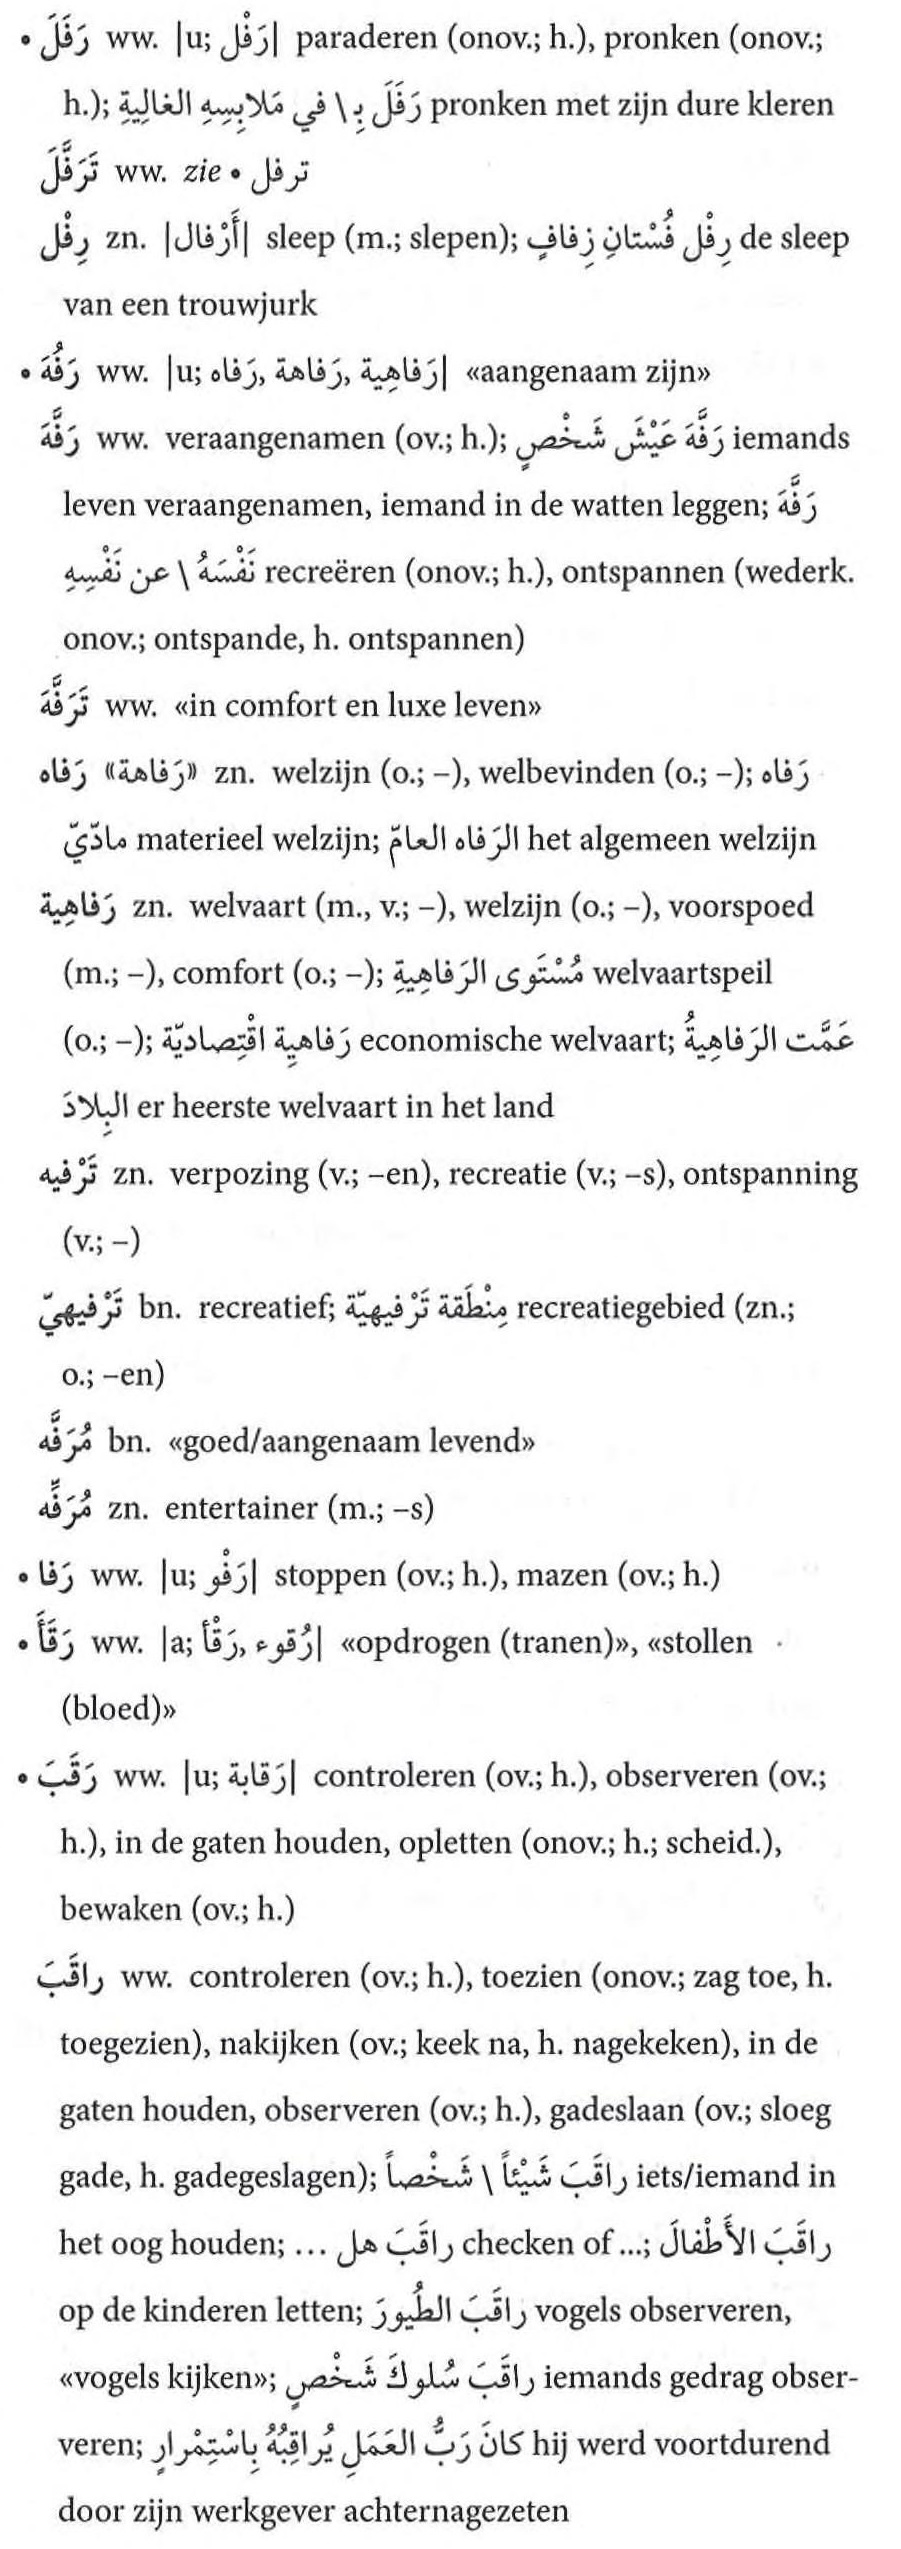 • رَفَلَ ww. |u; رَفْل| paraderen (onov.; h.), pronken (onov.;
h.); رَفَلَ بِـ \ في مَلابِسِهِ الغالِيةِ pronken met zijn dure kleren
تَرَفَّلَ ww. zie • ترفل
رِفْل zn. |أَرْفال| sleep (m.; slepen); رِفْل فُسْتانِ زِفافٍ de sleep
van een trouwjurk
• رَفُهَ ww. |u; رَفاه, رَفاهة, رَفاهِية| «aangenaam zijn»
رَفَّهَ ww. veraangenamen (ov.; h.); رَفَّهَ عَيْشَ شَخْصٍ iemands
leven veraangenamen, iemand in de watten leggen; رَفَّهَ
نَفْسَهُ \ عن نَفْسِهِ recreëren (onov.; h.), ontspannen (wederk.
onov.; ontspande, h. ontspannen)
تَرَفَّهَ ww. «in comfort en luxe leven»
رَفاه «رَفاهة» zn. welzijn (o.; –), welbevinden (o.; –); رَفاه
مادّيّ materieel welzijn; الرَفاه العامّ het algemeen welzijn
رَفاهِية zn. welvaart (m., v.; –), welzijn (o.; –), voorspoed
(m.; –), comfort (o.; –); مُسْتَوى الرَفاهِيةِ welvaartspeil
(o.; –); رَفاهِية اقْتِصاديّة economische welvaart; عَمَّت الرَفاهِيةُ
البِلادَ er heerste welvaart in het land
تَرْفيه zn. verpozing (v.; –en), recreatie (v.; –s), ontspanning
(v.; –)
تَرْفيهيّ bn. recreatief; مِنْطَقة تَرْفيهيّة recreatiegebied (zn.;
o.; –en)
مُرَفَّه bn. «goed/aangenaam levend»
مُرَفِّه zn. entertainer (m.; –s)
• رَفا ww. |u; رَفْو| stoppen (ov.; h.), mazen (ov.; h.)
• رَقَأَ ww. |a; رَقْأ, رُقوء| «opdrogen (tranen)», «stollen
(bloed)»
• رَقَبَ ww. |u; رَقابة| controleren (ov.; h.), observeren (ov.;
h.), in de gaten houden, opletten (onov.; h.; scheid.),
bewaken (ov.; h.)
راقَبَ ww. controleren (ov.; h.), toezien (onov.; zag toe, h.
toegezien), nakijken (ov.; keek na, h. nagekeken), in de
gaten houden, observeren (ov.; h.), gadeslaan (ov.; sloeg
gade, h. gadegeslagen); راقَبَ شَيْئاً \ شَخْصاً iets/iemand in
het oog houden; راقَبَ هل ... checken of ...; راقَبَ الأَطْفالَ
op de kinderen letten; راقَبَ الطُيورَ vogels observeren,
«vogels kijken»; راقَبَ سُلوكَ شَخْصٍ iemands gedrag obser-
veren; كانَ رَبُّ العَمَلِ يُراقِبُهُ بِاسْتِمْرارٍ hij werd voortdurend
door zijn werkgever achternagezeten